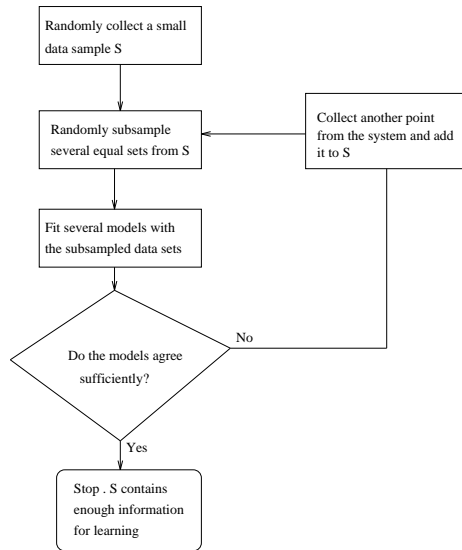 Randomly collect a small
data sample S
Randomly subsample
several equal sets from S
Collect another point
from the system and add
it to S
Fit several models with
the subsampled data sets
No
Do the models agree
sufficiently?
Yes
Stop . S contains
enough information
for learning